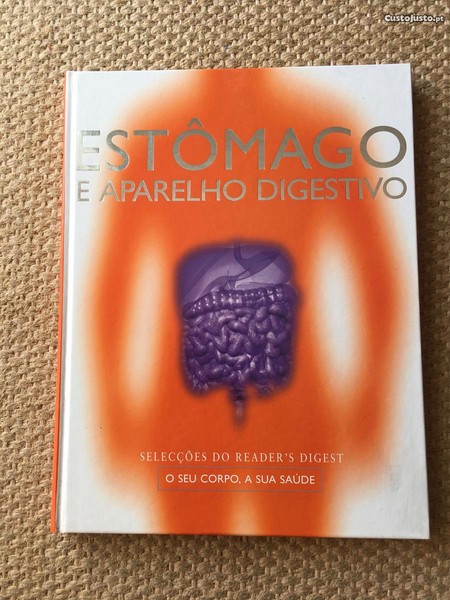 CustoJusto.pt
ESTÔMAGO
E APARELHO DIGESTIVO
SELECÇÕES DO READER'S DIGEST
O SEU CORPO, A SUA SAÚDE